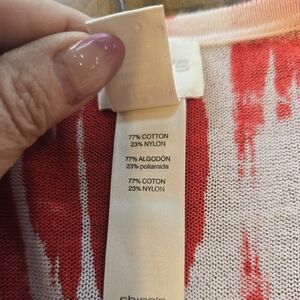 77% COTTON
23% NYLON
77% ALGODÓN
23% poliamida
77% COTON
23% NYLON